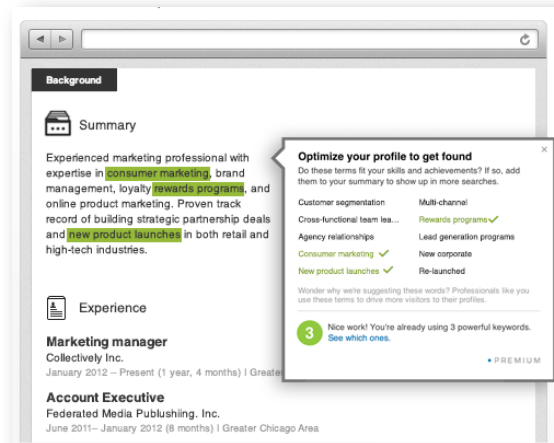 Background
Summary
Experienced marketing professional with
expertise in consumer marketing, brand
management, loyalty rewards programs, and
online product marketing. Proven track
record of building strategic partnership deals
and new product launches in both retail and
high-tech industries.
Experience
Marketing manager
Collectively Inc.
January 2012 – Present (1 year, 4 months) | Greater
Account Executive
Federated Media Publushiing. Inc.
June 2011– January 2012 (8 months) | Greater Chicago Area
Optimize your profile to get found
Do these terms fit your skills and achievements? If so, add
them to your summary to show up in more searches.
Customer segmentation Multi-channel
Cross-functional team lea... Rewards programs
Agency relationships Lead generation programs
Consumer marketing New corporate
New product launches Re-launched
Wonder why we're suggesting these words? Professionals like you
use these terms to drive more visitors to their profiles.
3 Nice work! You're already using 3 powerful keywords.
See which ones.
PREMIUM